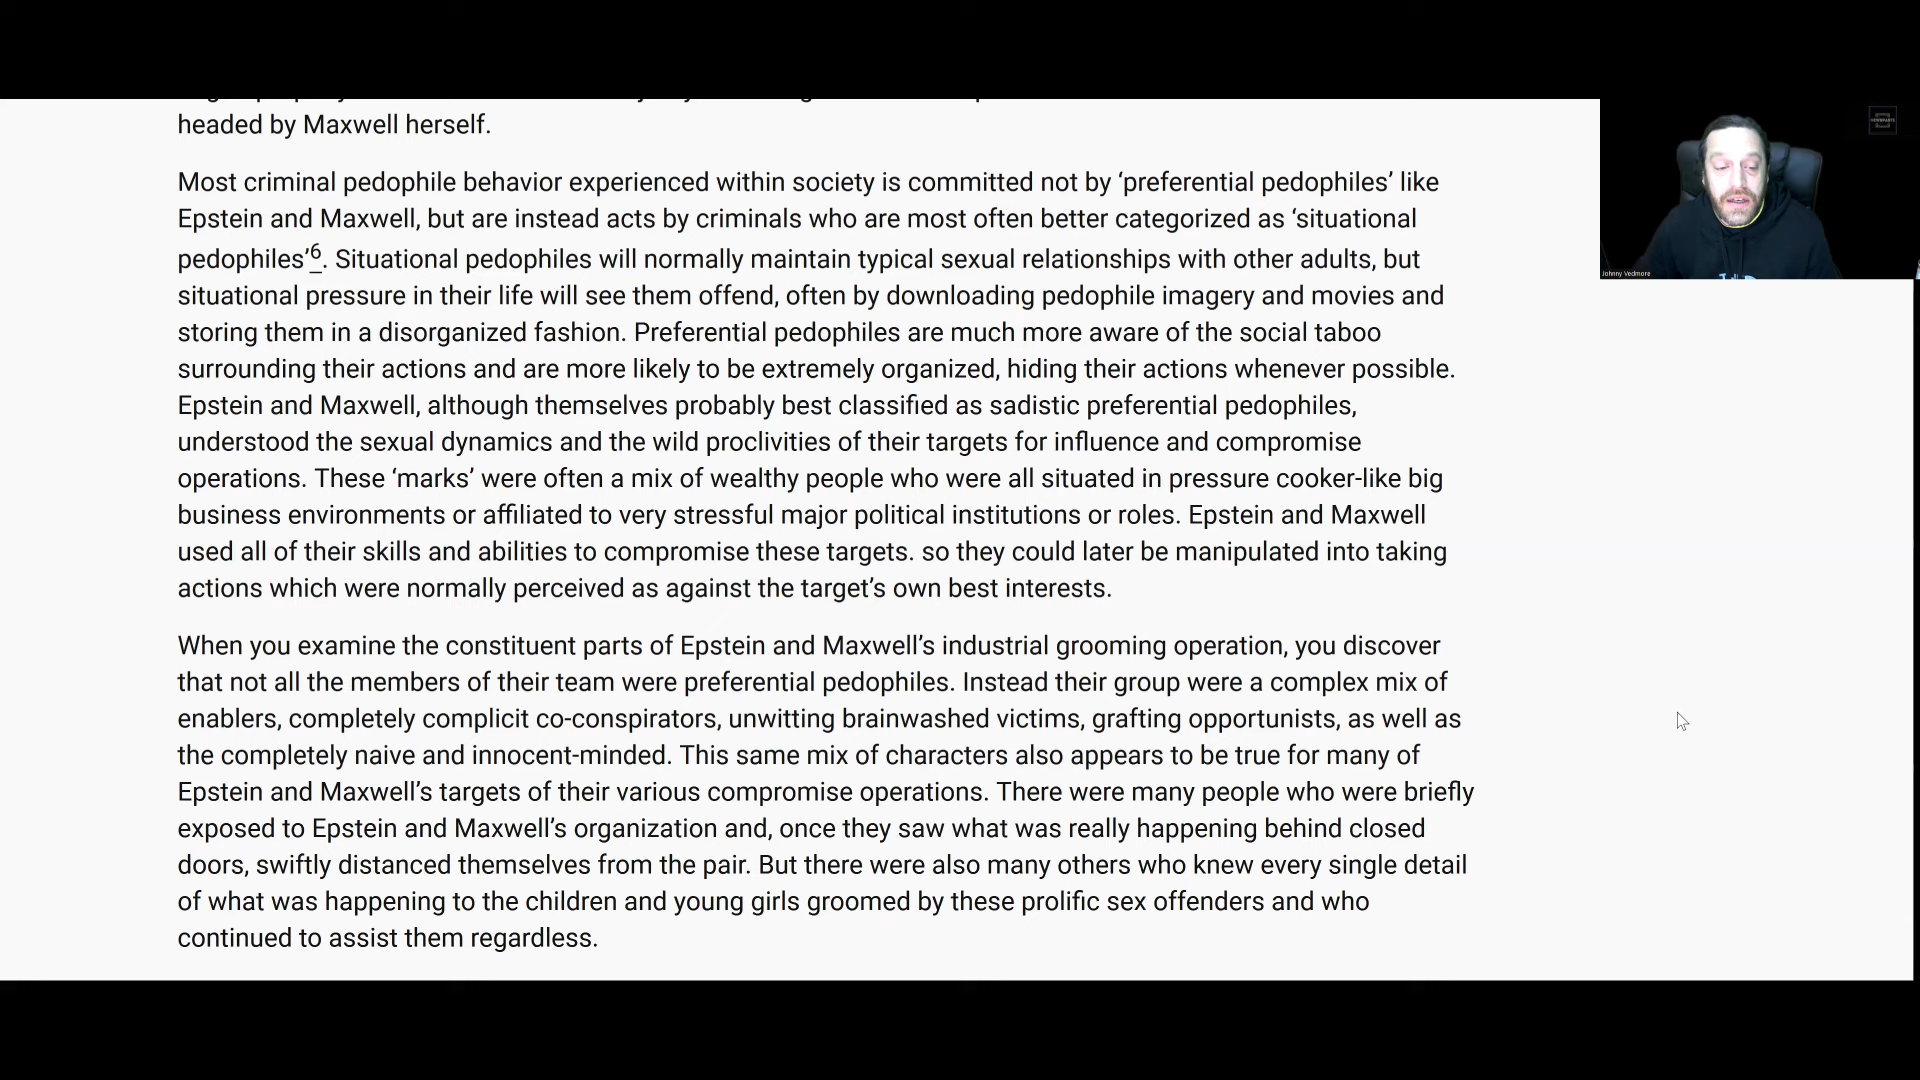 headed by Maxwell herself.
Most criminal pedophile behavior experienced within society is committed not by ‘preferential pedophiles’ like
Epstein and Maxwell, but are instead acts by criminals who are most often better categorized as ‘situational
pedophiles’6. Situational pedophiles will normally maintain typical sexual relationships with other adults, but
situational pressure in their life will see them offend, often by downloading pedophile imagery and movies and
storing them in a disorganized fashion. Preferential pedophiles are much more aware of the social taboo
surrounding their actions and are more likely to be extremely organized, hiding their actions whenever possible.
Epstein and Maxwell, although themselves probably best classified as sadistic preferential pedophiles,
understood the sexual dynamics and the wild proclivities of their targets for influence and compromise
operations. These ‘marks’ were often a mix of wealthy people who were all situated in pressure cooker-like big
business environments or affiliated to very stressful major political institutions or roles. Epstein and Maxwell
used all of their skills and abilities to compromise these targets. so they could later be manipulated into taking
actions which were normally perceived as against the target’s own best interests.
When you examine the constituent parts of Epstein and Maxwell’s industrial grooming operation, you discover
that not all the members of their team were preferential pedophiles. Instead their group were a complex mix of
enablers, completely complicit co-conspirators, unwitting brainwashed victims, grafting opportunists, as well as
the completely naive and innocent-minded. This same mix of characters also appears to be true for many of
Epstein and Maxwell’s targets of their various compromise operations. There were many people who were briefly
exposed to Epstein and Maxwell’s organization and, once they saw what was really happening behind closed
doors, swiftly distanced themselves from the pair. But there were also many others who knew every single detail
of what was happening to the children and young girls groomed by these prolific sex offenders and who
continued to assist them regardless.
Johnny Vedmore